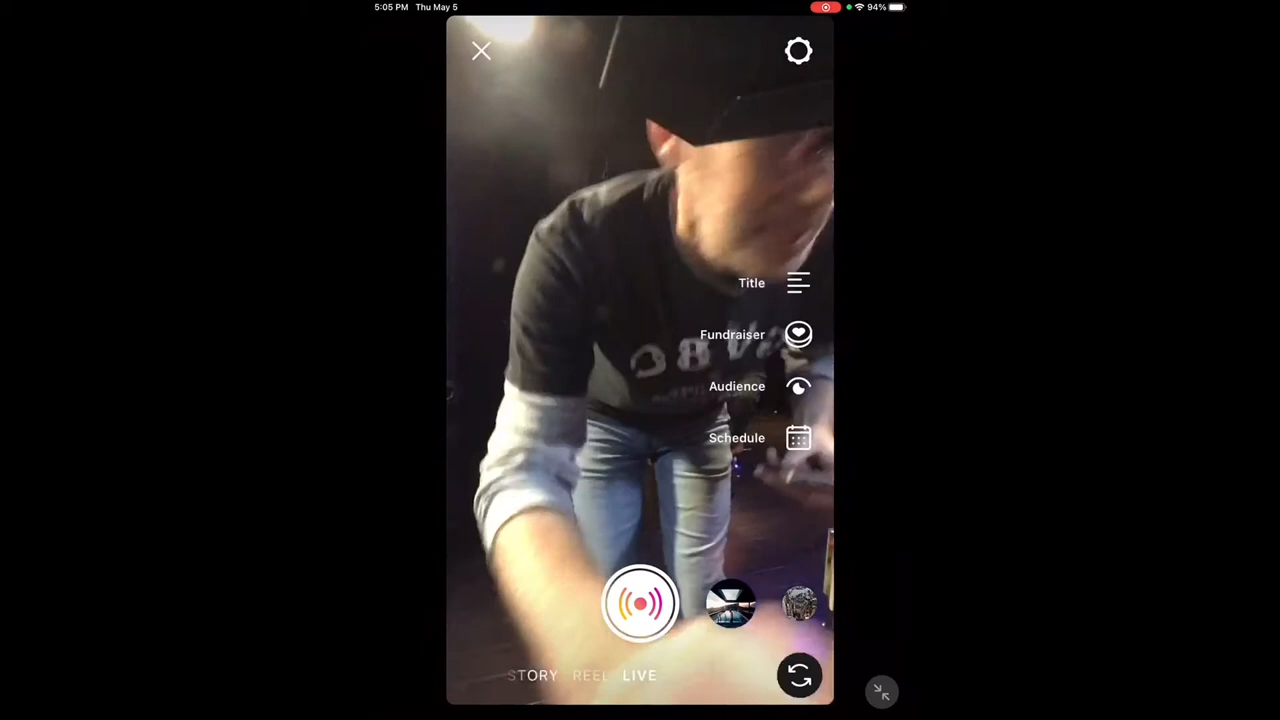 5:05 PM Thu May 5
94%
Title
Fundraiser
Audience
Schedule
STORY REEL LIVE